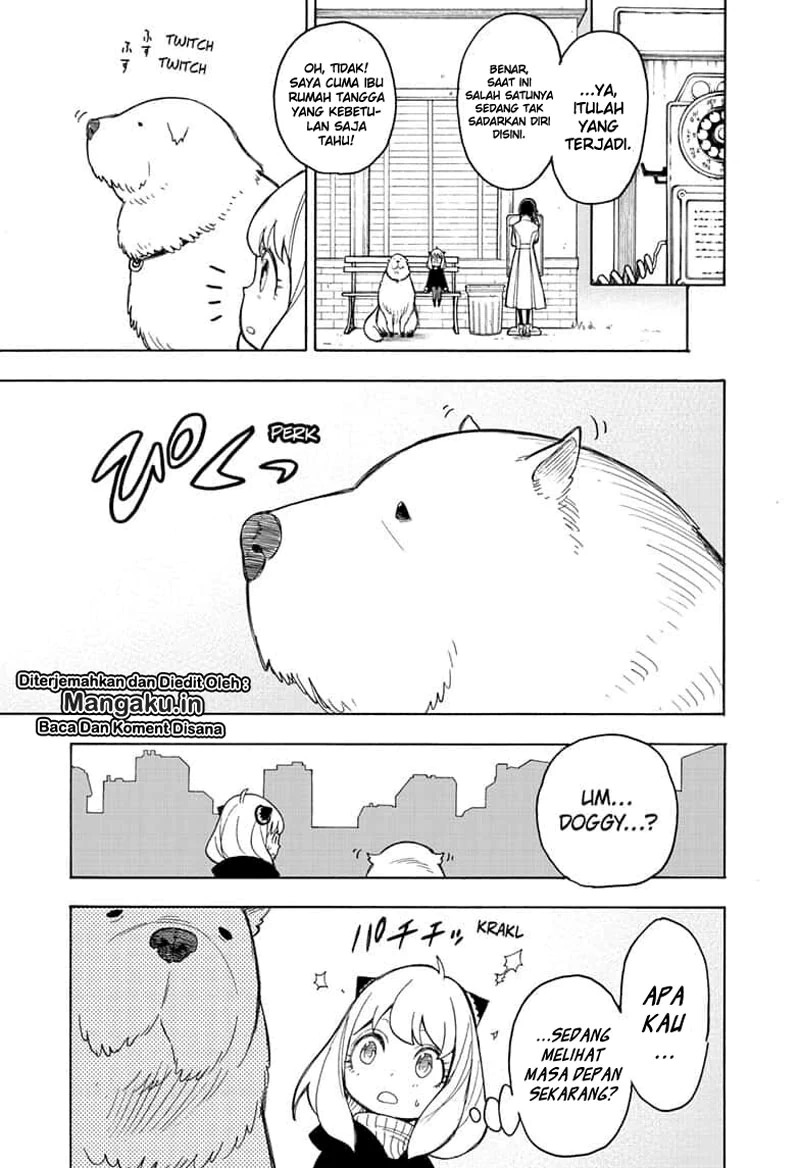 ...YA,
ITULAH
YANG
TERJADI.
BENAR,
SAAT INI
SALAH SATUNYA
SEDANG TAK
SADARKAN DIRI
DISINI.
OH, TIDAK!
SAYA CUMA IBU
RUMAH TANGGA
YANG KEBETU-
LAN SAJA
TAHU!
ふす
ふす
TWITCH
TWITCH
ぴくっ
PERK
Diterjemahkan dan Diedit Oleh :
Mangaku.in
Baca Dan Koment Disana
UM...
DOGGY...?
パチチッ
KRAKL
APA
KAU
...
...SEDANG
MELIHAT
MASA DEPAN
SEKARANG?